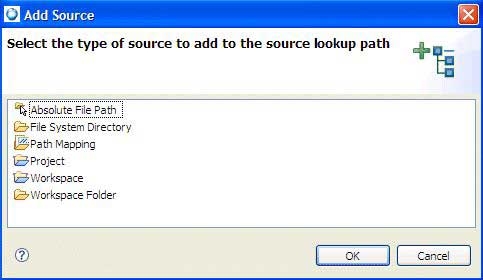 Add Source
Select the type of source to add to the source lookup path
Absolute File Path
File System Directory
Path Mapping
Project
Workspace
Workspace Folder
OK Cancel